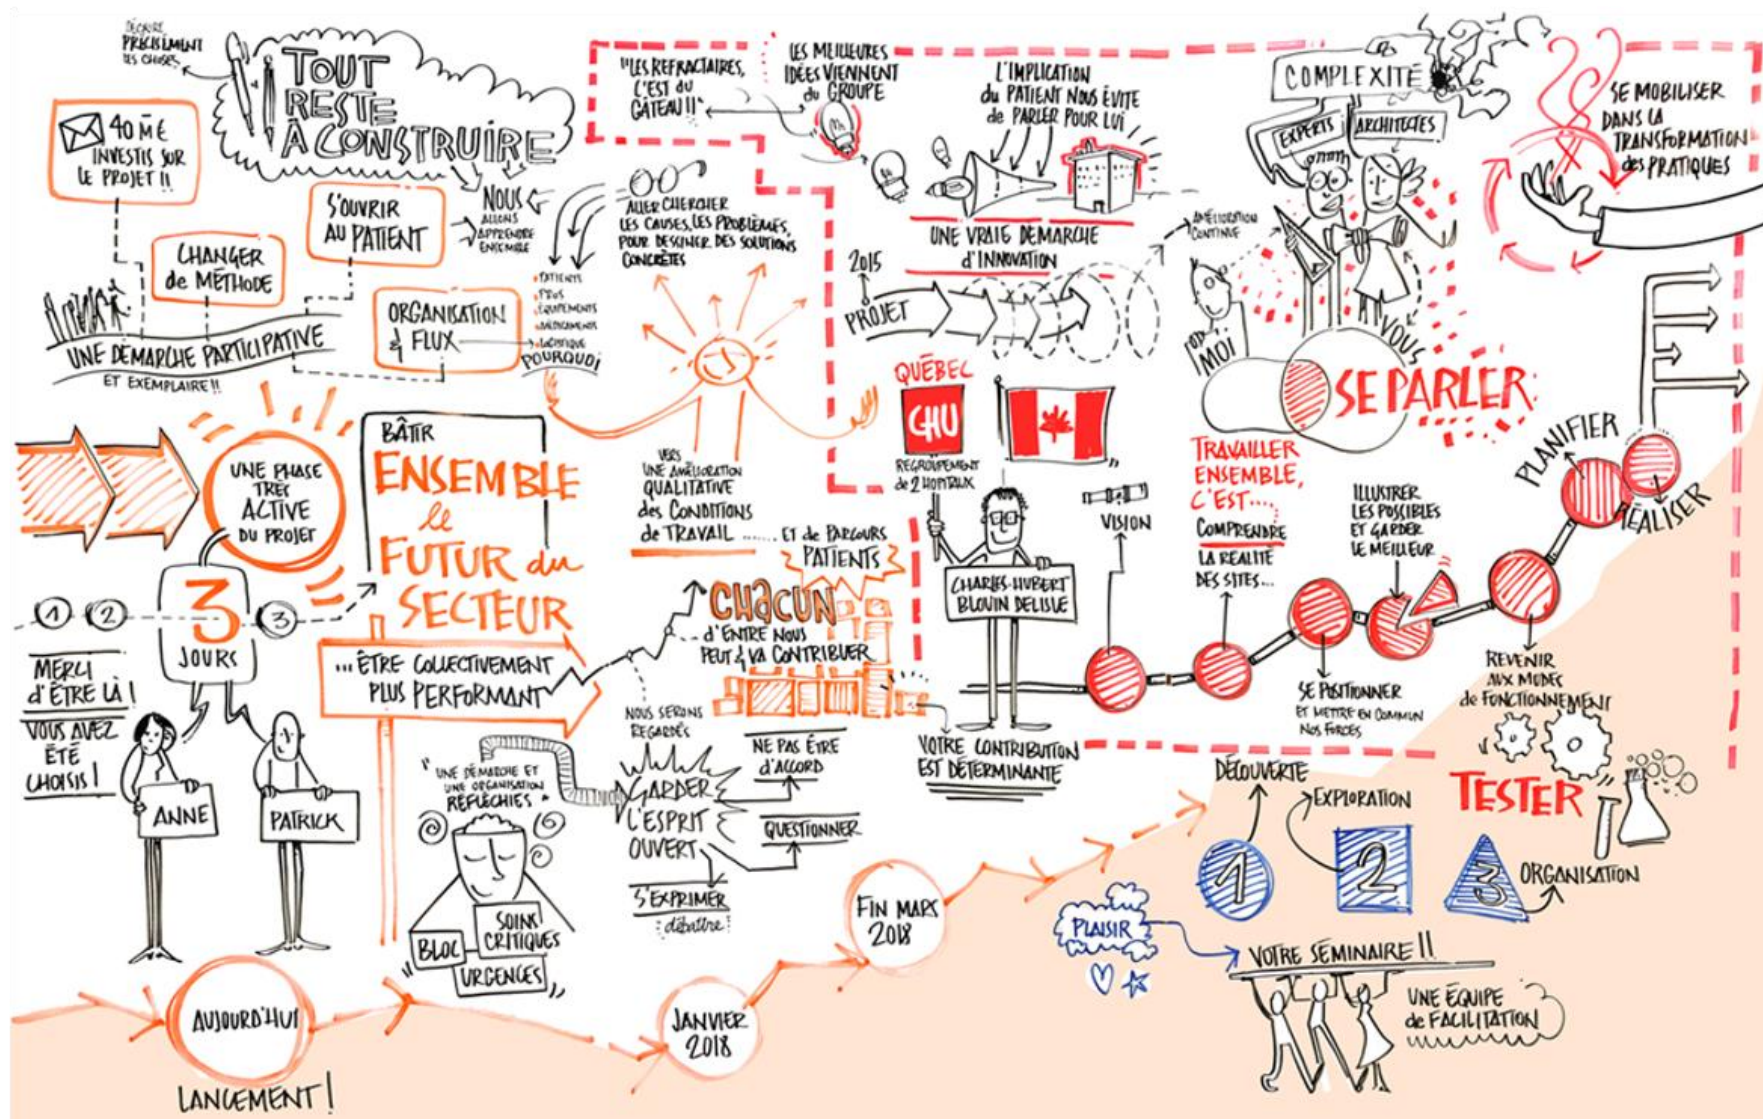 DÉCRIRE
PRÉCISÉMENT
LES CHOSES
TOUT
RESTE
À CONSTRUIRE
40 M €
INVESTIS SUR
LE PROJET !!
CHANGER
de MÉTHODE
S'OUVRIR
AU PATIENT
ORGANISATION
& FLUX
NOUS
ALLONS
APPRENDRE
ENSEMBLE
UNE DÉMARCHE PARTICIPATIVE
ET EXEMPLAIRE !!
ALLER CHERCHER
LES CAUSES, LES PROBLÈMES,
POUR DESSINER DES SOLUTIONS
CONCRÈTES
PATIENTS
PROS
EQUIPEMENTS
MÉDICAMENTS
LOGISTIQUE
POURQUOI
"LES REFRACTAIRES,
C'EST du
GÂTEAU !!"
LES MEILLEURES
IDÉES VIENNENT
du GROUPE
L'IMPLICATION
du PATIENT NOUS ÉVITE
de PARLER POUR LUI
UNE VRAIE DEMARCHE
d'INNOVATION
2015
PROJET
AMÉLIORATION
CONTINUE
COMPLEXITÉ
EXPERTS
ARCHITECTES
MOI
VOUS
SE PARLER
SE MOBILISER
DANS LA
TRANSFORMATION
des PRATIQUES
UNE PHASE
TRÈS
ACTIVE
DU PROJET
1
2
3
JOURS
3
BÂTIR
ENSEMBLE
le
FUTUR du
SECTEUR
... ÊTRE COLLECTIVEMENT
PLUS PERFORMANT
MERCI
d'ÊTRE LÀ !
VOUS AVEZ
ÉTÉ
CHOISIS !
ANNE
PATRICK
VERS
UNE AMÉLIORATION
QUALITATIVE
des CONDITIONS
de TRAVAIL ...... ET de PARCOURS
PATIENTS
CHACUN
d'ENTRE NOUS
PEUT & VA CONTRIBUER
NOUS SERONS
REGARDÉS
" UNE DÉMARCHE ET
UNE ORGANISATION
RÉFLÉCHIES "
GARDER
L'ESPRIT
OUVERT
NE PAS ÊTRE
d'ACCORD
QUESTIONNER
S'EXPRIMER
débattre
SOINS
CRITIQUES
BLOC
URGENCES
QUÉBEC
CHU
REGROUPEMENT
de 2 HOPITAUX
CHARLES-HUBERT
BLOUIN DELISLE
VOTRE CONTRIBUTION
EST DÉTERMINANTE
VISION
TRAVAILLER
ENSEMBLE,
C'EST....
COMPRENDRE
LA RÉALITÉ
DES SITES...
SE POSITIONNER
ET METTRE EN COMMUN
NOS FORCES
ILLUSTRER
LES POSSIBLES
ET GARDER
LE MEILLEUR
REVENIR
AUX MODES
de FONCTIONNEMENT
PLANIFIER
RÉALISER
TESTER
DÉCOUVERTE
EXPLORATION
ORGANISATION
1
2
3
PLAISIR
VOTRE SÉMINAIRE !!
UNE ÉQUIPE
de FACILITATION
AUJOURD'HUI
LANCEMENT !
JANVIER
2018
FIN MARS
2018